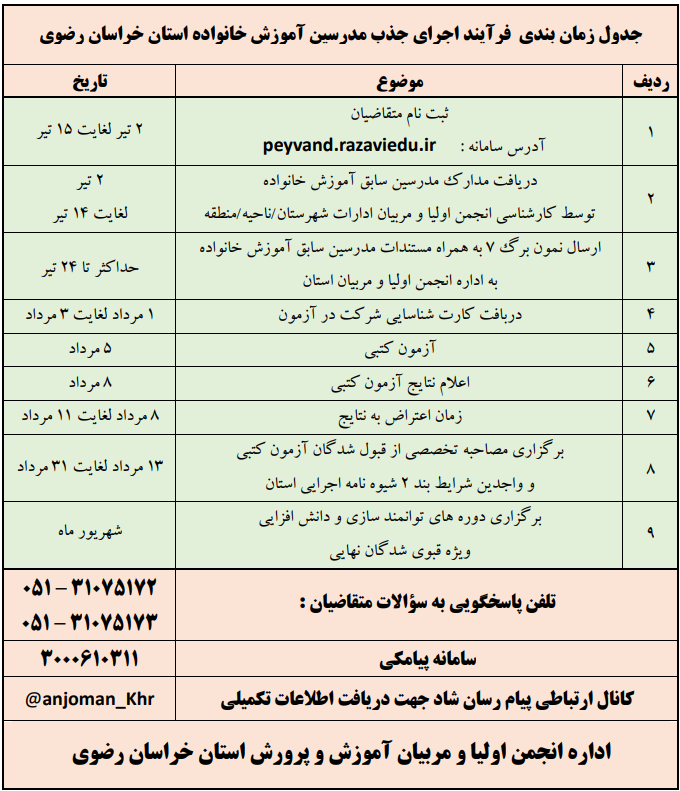 جدول زمان بندی فرآیند اجرای جذب مدرسین آموزش خانواده استان خراسان رضوی
ردیف موضوع تاریخ
۱ ثبت نام متقاضیان ۲ تیر لغایت ۱۵ تیر
آدرس سامانه : peyvand.razaviedu.ir
۲ دریافت مدارک مدرسین سابق آموزش خانواده ۲ تیر
توسط کارشناسی انجمن اولیا و مربیان ادارات شهرستان/ناحیه/منطقه لغایت ۱۴ تیر
۳ ارسال نمون برگ ۷ به همراه مستندات مدرسین سابق آموزش خانواده حداکثر تا ۲۴ تیر
به اداره انجمن اولیا و مربیان استان
۴ دربافت کارت شناسایی شرکت در آزمون ۱ مرداد لغایت ۳ مرداد
۵ آزمون کتبی ۵ مرداد
۶ اعلام نتایج آزمون کتبی ۸ مرداد
۷ زمان اعتراض به نتایج ۸ مرداد لغایت ۱۱ مرداد
۸ برگزاری مصاحبه تخصصی از قبول شدگان آزمون کتبی ۱۳ مرداد لغایت ۳۱ مرداد
و واجدین شرایط بند ۲ شیوه نامه اجرایی استان
۹ برگزاری دوره های توانمند سازی و دانش افزایی شهریور ماه
ویژه قبوی شدگان نهایی
تلفن پاسخگویی به سؤالات متقاضیان : ۰۵۱ – ۳۱۰۷۵۱۷۲
۰۵۱ – ۳۱۰۷۵۱۷۳
سامانه پیامکی ۳۰۰۰۶۱۰۳۱۱
کانال ارتباطی پیام رسان شاد جهت دریافت اطلاعات تکمیلی @anjoman_Khr
اداره انجمن اولیا و مربیان آموزش و پرورش استان خراسان رضوی